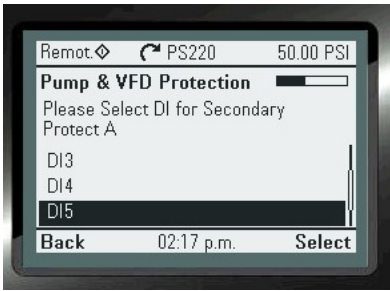 Remot. PS220 50.00 PSI
Pump & VFD Protection
Please Select DI for Secondary
Protect A
DI3
DI4
DI5
Back 02:17 p.m. Select